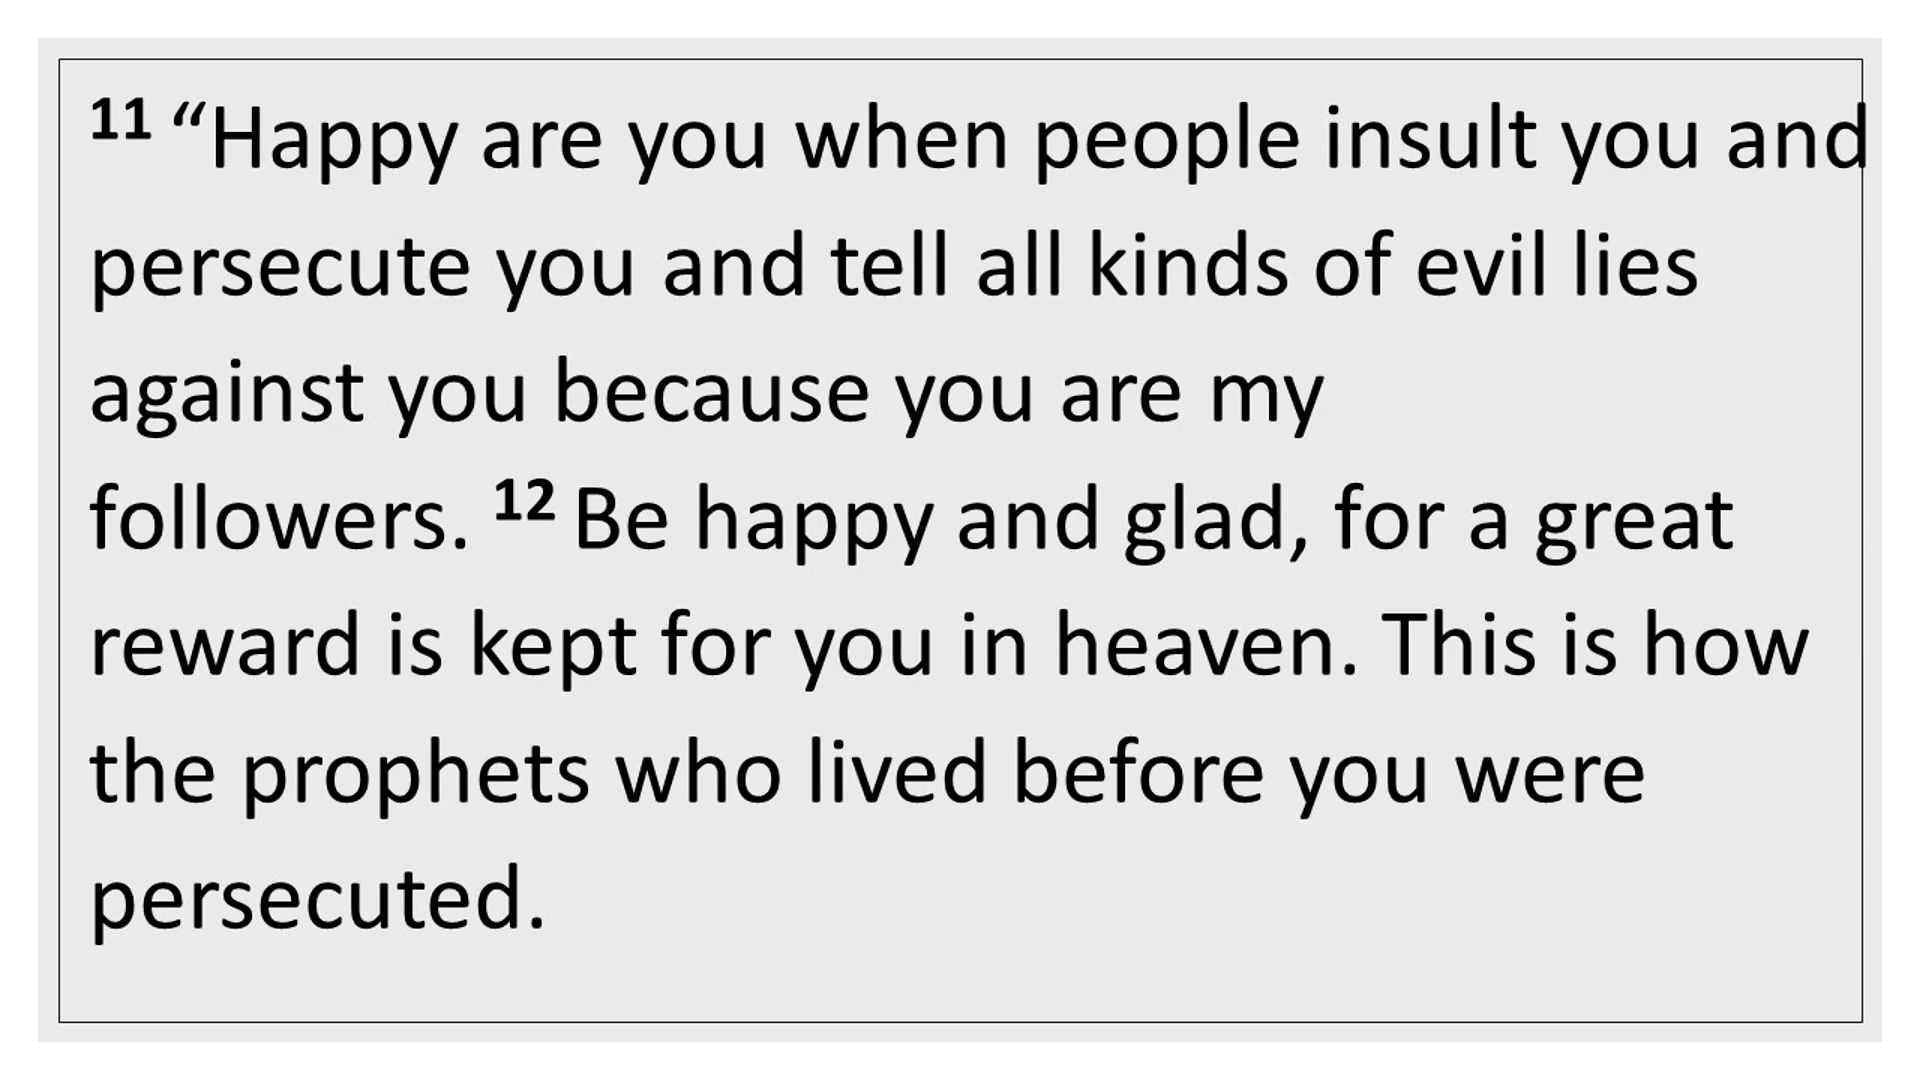 11 “Happy are you when people insult you and
persecute you and tell all kinds of evil lies
against you because you are my
followers. 12 Be happy and glad, for a great
reward is kept for you in heaven. This is how
the prophets who lived before you were
persecuted.